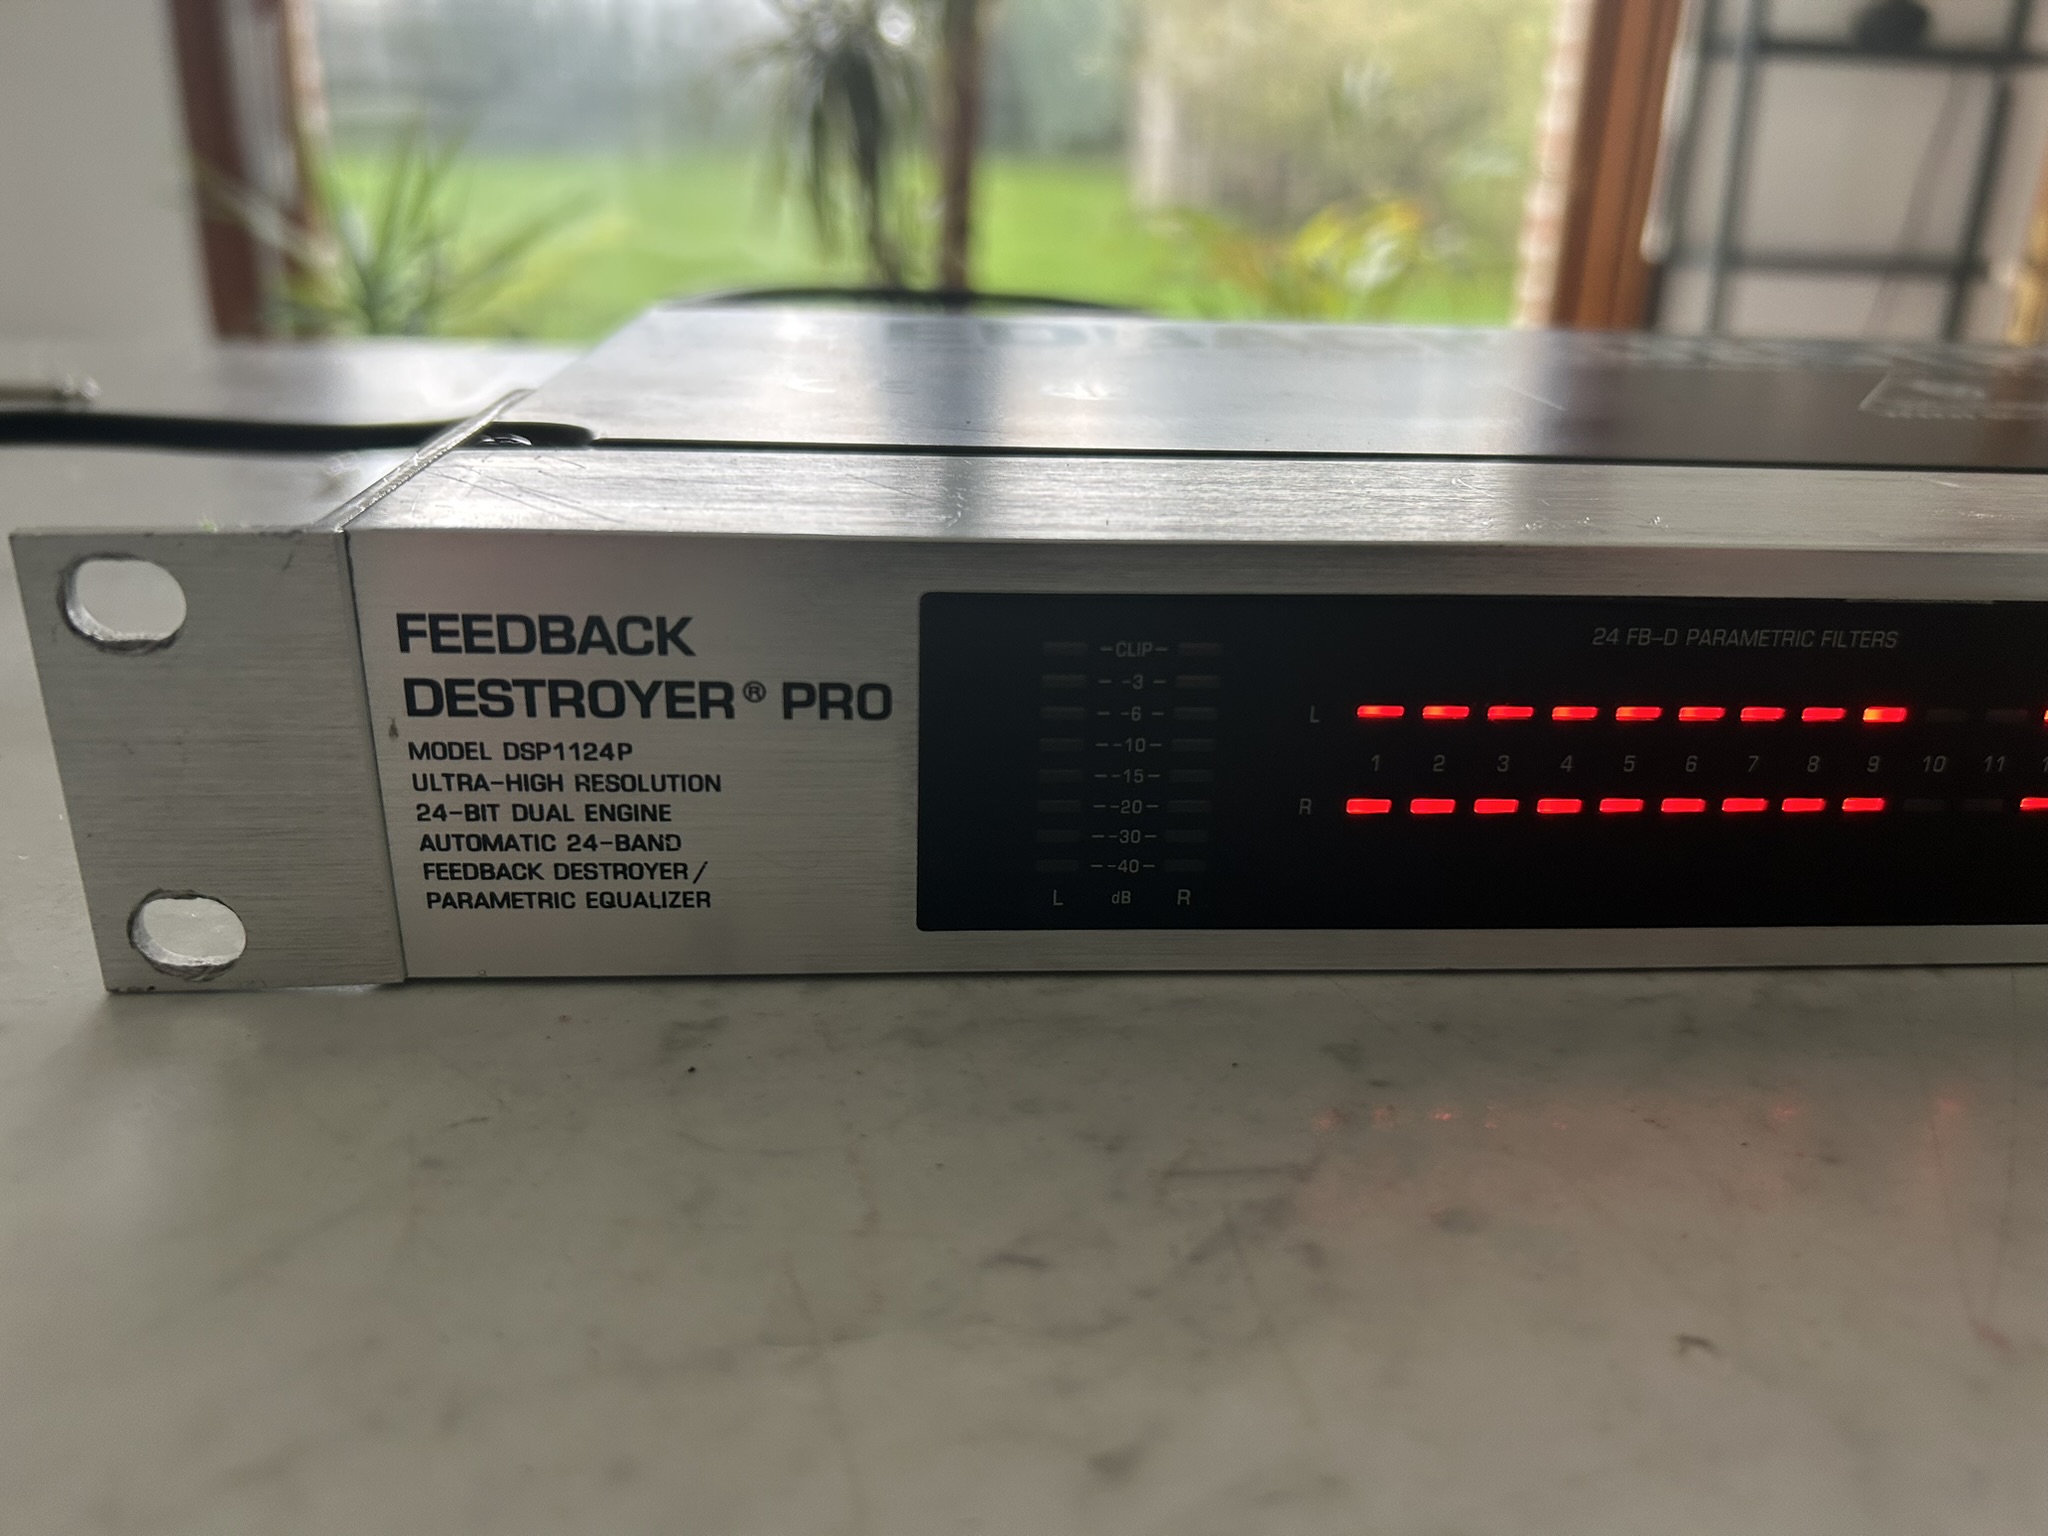 FEEDBACK
DESTROYER® PRO
MODEL DSP1124P
ULTRA-HIGH RESOLUTION
24-BIT DUAL ENGINE
AUTOMATIC 24-BAND
FEEDBACK DESTROYER/
PARAMETRIC EQUALIZER
-CLIP-
--3-
--6-
--10-
--15-
--20-
--30-
--40-
L dB R
24 FB-D PARAMETRIC FILTERS
L
1 2 3 4 5 6 7 8 9 10 11
R